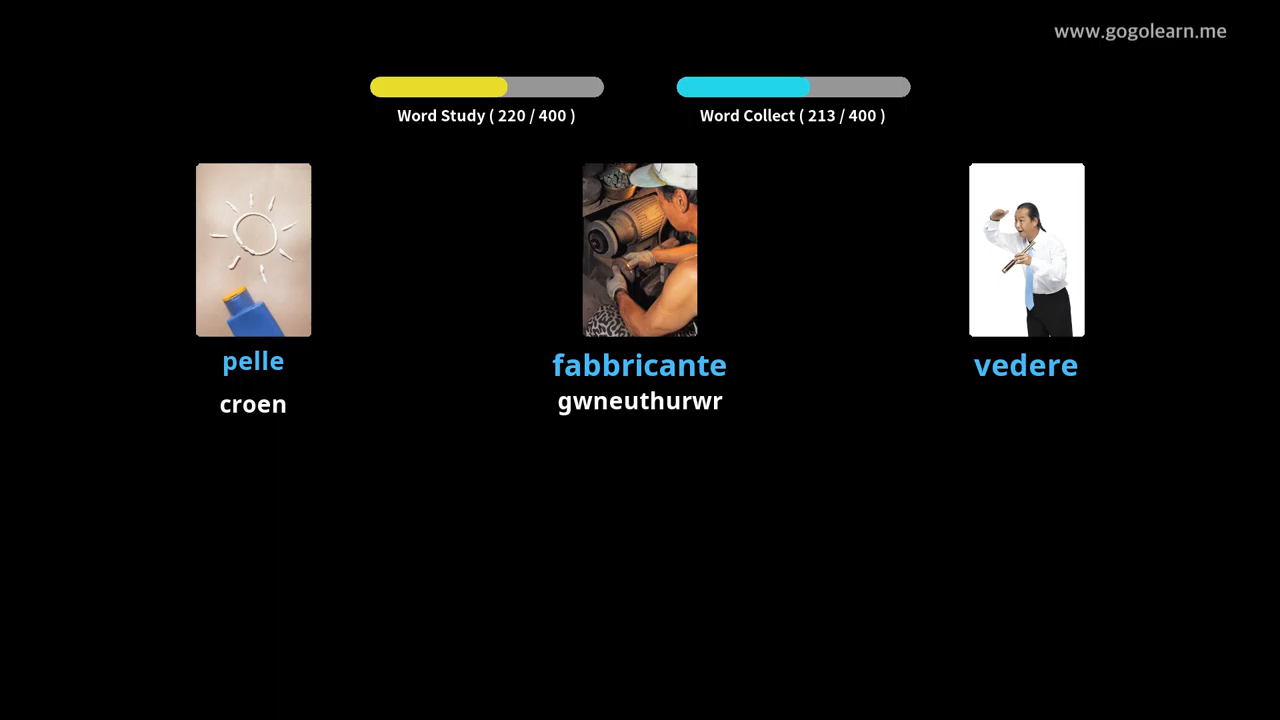 www.gogolearn.me
Word Study ( 220 / 400 )
Word Collect ( 213 / 400 )
pelle
croen
fabbricante
gwneuthurwr
vedere